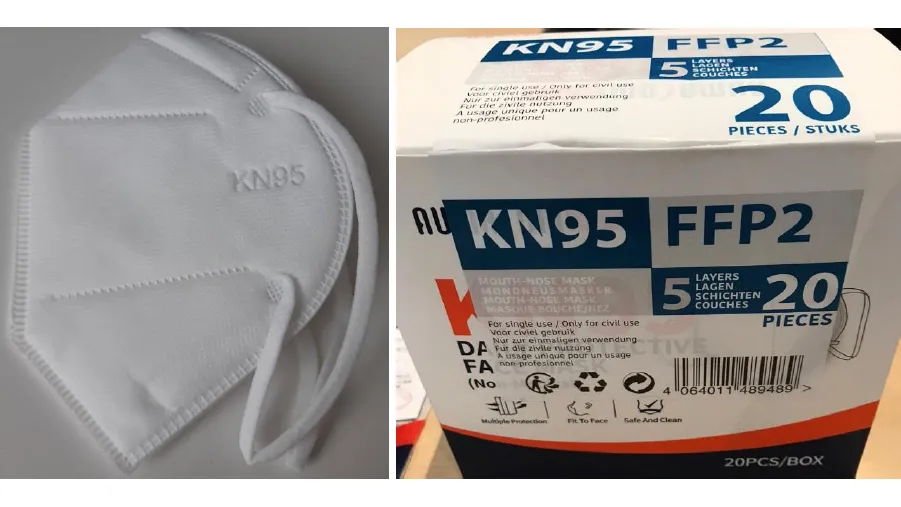 KN95
KN95 FFP2
5 LAYERS
LAGEN
SCHICHTEN
COUCHES
For single use / Only for civil use
Voor civiel gebruik
Nur zur einmaligen verwendung
Für die zivile nutzung
A usage unique pour un usage
non-profesionnel
20
PIECES / STUKS
KN95 FFP2
MOUTH-NOSE MASK
MONDNEUSMASKER
MOUTH-NOSE MASK
MASQUE BOUCHE/NEZ
5 LAYERS
LAGEN
SCHICHTEN
COUCHES
20
PIECES
For single use / Only for civil use
Voor civiel gebruik
Nur zur einmaligen verwendung
Für die zivile nutzung
A usage unique pour un usage
non-profesionnel
4 064011 489489 >
Multiple Protection
Fit To Face
Safe And Clean
20PCS/BOX